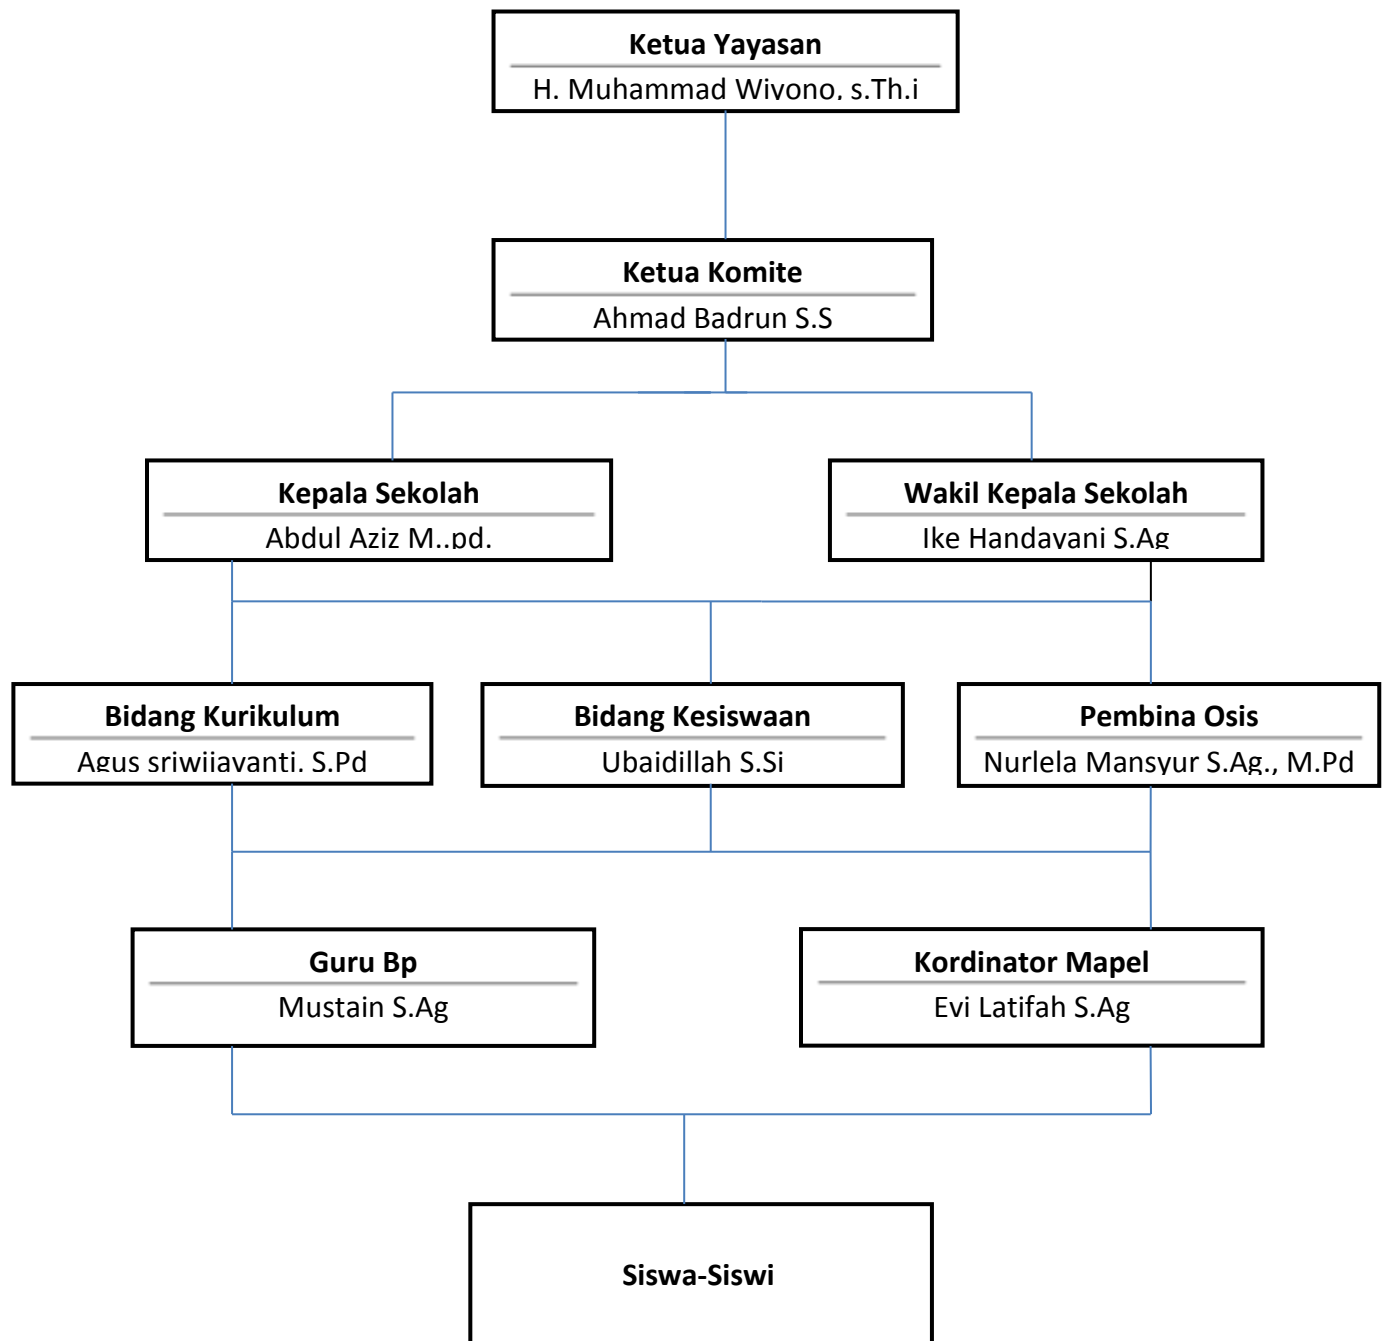 Ketua Yayasan
H. Muhammad Wiyono, s.Th.i
Ketua Komite
Ahmad Badrun S.S
Kepala Sekolah
Abdul Aziz M,.pd.
Wakil Kepala Sekolah
Ike Handayani S.Ag
Bidang Kurikulum
Agus sriwijayanti, S.Pd
Bidang Kesiswaan
Ubaidillah S.Si
Pembina Osis
Nurlela Mansyur S.Ag., M.Pd
Guru Bp
Mustain S.Ag
Kordinator Mapel
Evi Latifah S.Ag
Siswa-Siswi